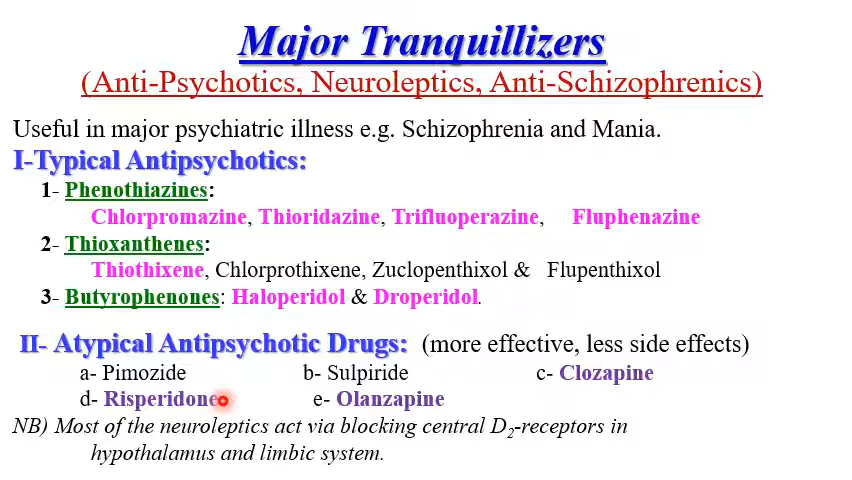 Major Tranquillizers
(Anti-Psychotics, Neuroleptics, Anti-Schizophrenics)
Useful in major psychiatric illness e.g. Schizophrenia and Mania.
I-Typical Antipsychotics:
1- Phenothiazines:
Chlorpromazine, Thioridazine, Trifluoperazine, Fluphenazine
2- Thioxanthenes:
Thiothixene, Chlorprothixene, Zuclopenthixol & Flupenthixol
3- Butyrophenones: Haloperidol & Droperidol.
II- Atypical Antipsychotic Drugs: (more effective, less side effects)
a- Pimozide b- Sulpiride c- Clozapine
d- Risperidone e- Olanzapine
NB) Most of the neuroleptics act via blocking central D2-receptors in
hypothalamus and limbic system.